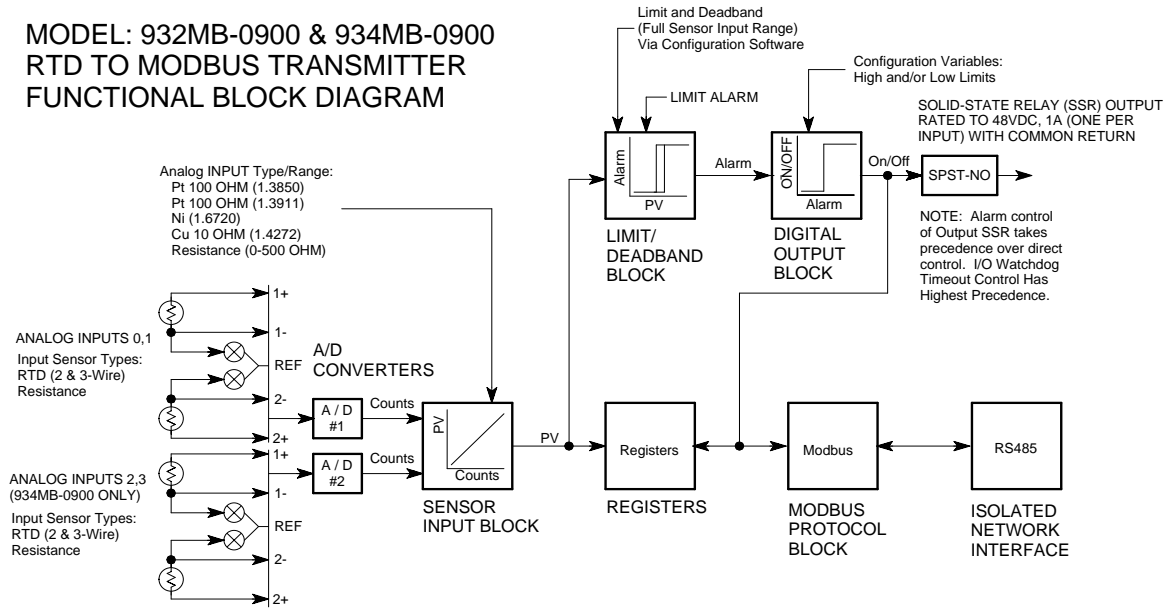 MODEL: 932MB-0900 & 934MB-0900
RTD TO MODBUS TRANSMITTER
FUNCTIONAL BLOCK DIAGRAM
Limit and Deadband
(Full Sensor Input Range)
Via Configuration Software
LIMIT ALARM
Configuration Variables:
High and/or Low Limits
SOLID-STATE RELAY (SSR) OUTPUT
RATED TO 48VDC, 1A (ONE PER
INPUT) WITH COMMON RETURN
Alarm
PV
Alarm
ON/OFF
Alarm
On/Off
SPST-NO
LIMIT/
DEADBAND
BLOCK
DIGITAL
OUTPUT
BLOCK
NOTE: Alarm control
of Output SSR takes
precedence over direct
control. I/O Watchdog
Timeout Control Has
Highest Precedence.
Analog INPUT Type/Range:
Pt 100 OHM (1.3850)
Pt 100 OHM (1.3911)
Ni (1.6720)
Cu 10 OHM (1.4272)
Resistance (0-500 OHM)
ANALOG INPUTS 0,1
Input Sensor Types:
RTD (2 & 3-Wire)
Resistance
1+
1-
REF
2-
2+
A/D
CONVERTERS
A / D
#1
Counts
ANALOG INPUTS 2,3
(934MB-0900 ONLY)
Input Sensor Types:
RTD (2 & 3-Wire)
Resistance
1+
1-
REF
2-
2+
A / D
#2
Counts
PV
Counts
SENSOR
INPUT BLOCK
PV
Registers
REGISTERS
Modbus
MODBUS
PROTOCOL
BLOCK
RS485
ISOLATED
NETWORK
INTERFACE